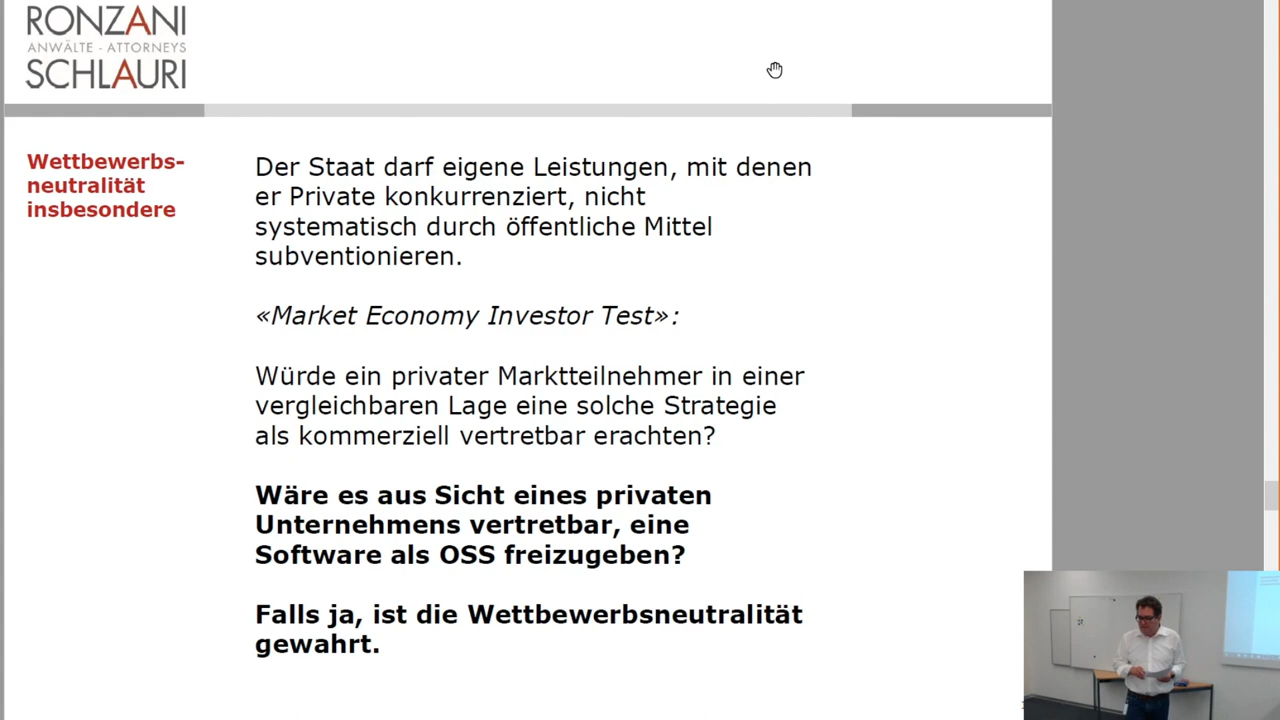 RONZANI
ANWÄLTE - ATTORNEYS
SCHLAURI
Wettbewerbs-
neutralität
insbesondere
Der Staat darf eigene Leistungen, mit denen
er Private konkurrenziert, nicht
systematisch durch öffentliche Mittel
subventionieren.
«Market Economy Investor Test»:
Würde ein privater Marktteilnehmer in einer
vergleichbaren Lage eine solche Strategie
als kommerziell vertretbar erachten?
Wäre es aus Sicht eines privaten
Unternehmens vertretbar, eine
Software als OSS freizugeben?
Falls ja, ist die Wettbewerbsneutralität
gewahrt.